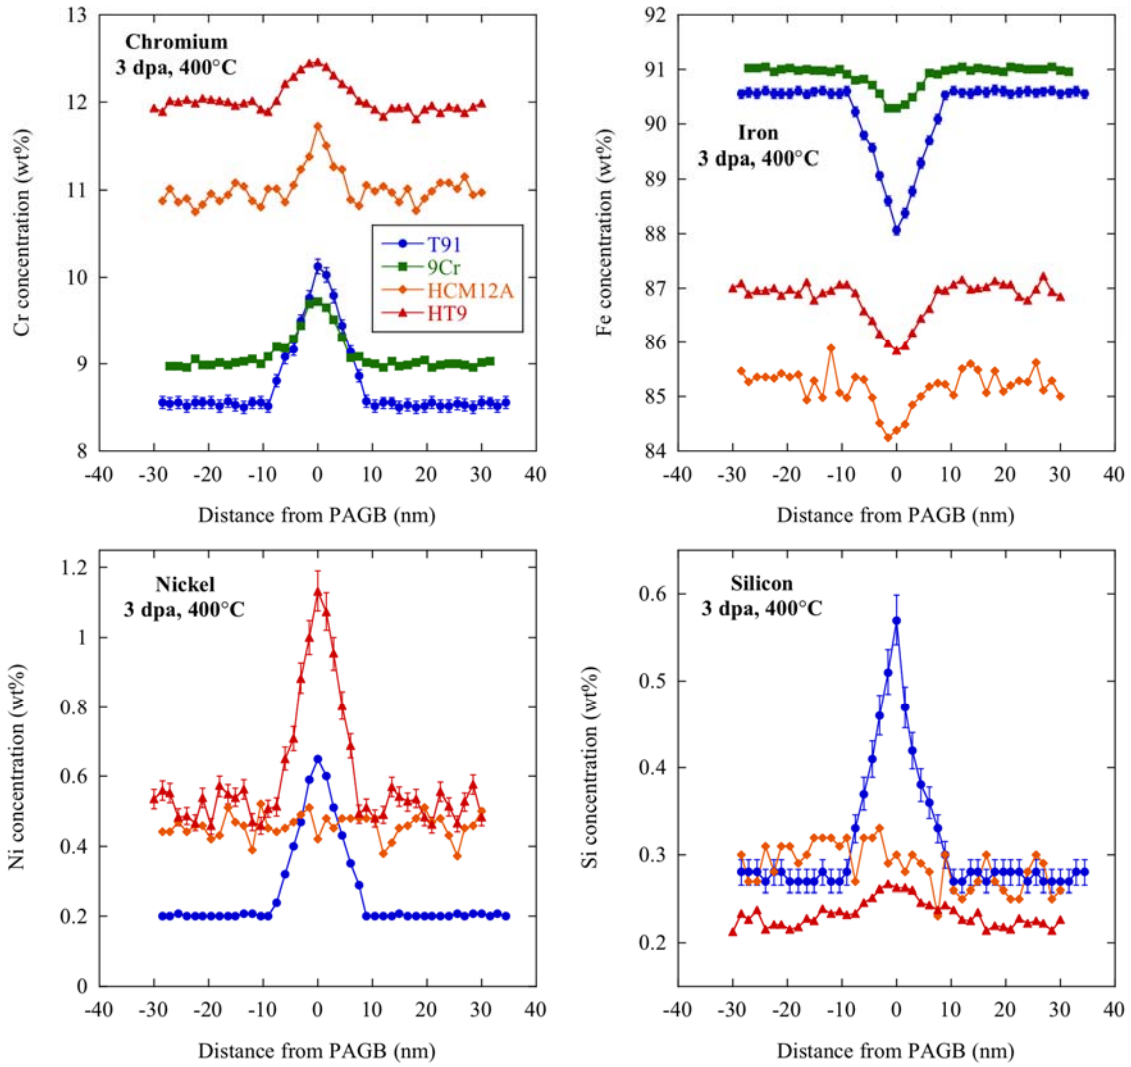 Chromium
3 dpa, 400°C
13
12
11
10
9
8
Cr concentration (wt%)
T91
9Cr
HCM12A
HT9
-40 -30 -20 -10 0 10 20 30 40
Distance from PAGB (nm)
Iron
3 dpa, 400°C
92
91
90
89
88
87
86
85
84
Fe concentration (wt%)
-40 -30 -20 -10 0 10 20 30 40
Distance from PAGB (nm)
Nickel
3 dpa, 400°C
1.2
1
0.8
0.6
0.4
0.2
0
Ni concentration (wt%)
-40 -30 -20 -10 0 10 20 30 40
Distance from PAGB (nm)
Silicon
3 dpa, 400°C
0.6
0.5
0.4
0.3
0.2
Si concentration (wt%)
-40 -30 -20 -10 0 10 20 30 40
Distance from PAGB (nm)